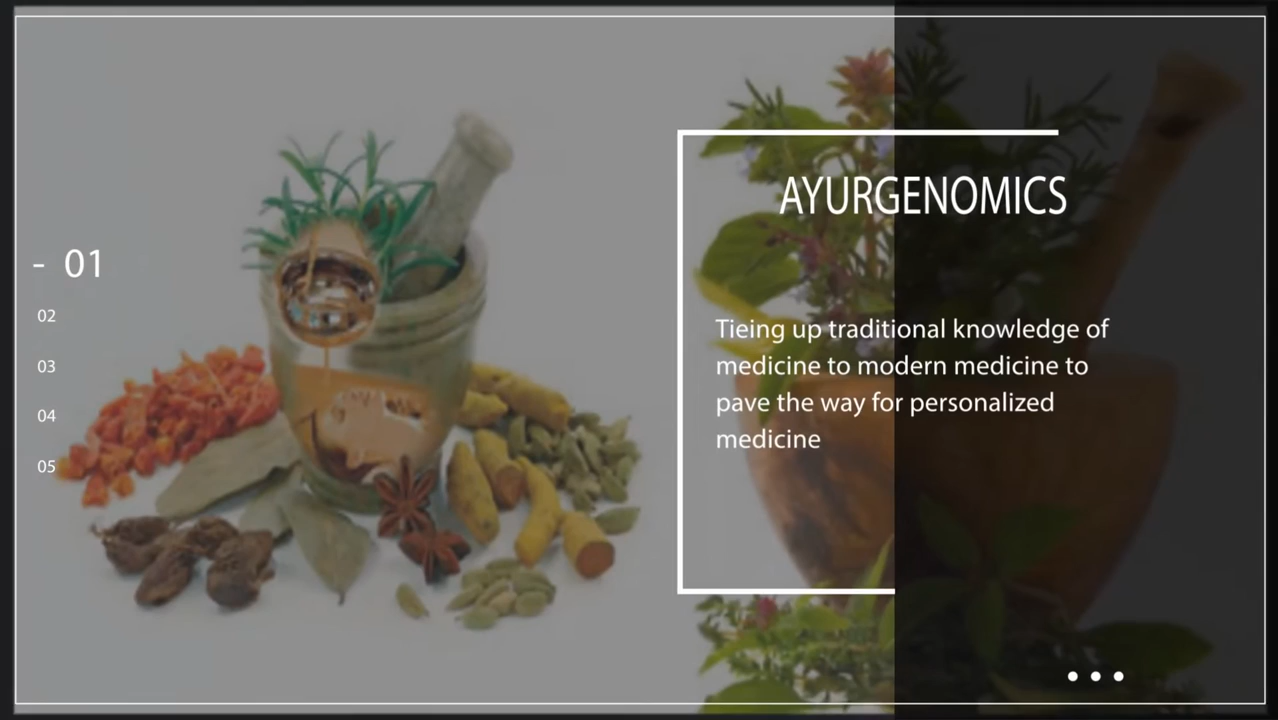 - 01
02
03
04
05
AYURGENOMICS
Tieing up traditional knowledge of
medicine to modern medicine to
pave the way for personalized
medicine